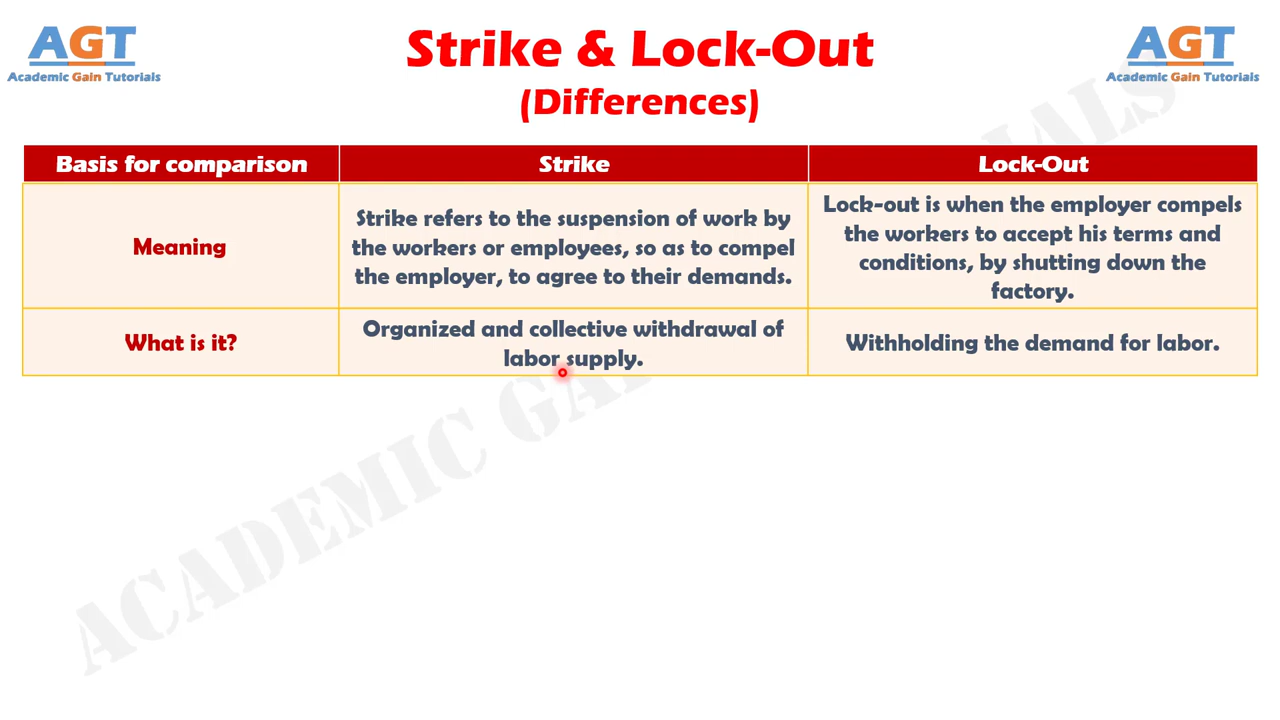 AGT
Academic Gain Tutorials
Strike & Lock-Out
(Differences)
AGT
Academic Gain Tutorials
Basis for comparison
Strike
Lock-Out
Meaning
Strike refers to the suspension of work by
the workers or employees, so as to compel
the employer, to agree to their demands.
Lock-out is when the employer compels
the workers to accept his terms and
conditions, by shutting down the
factory.
What is it?
Organized and collective withdrawal of
labor supply.
Withholding the demand for labor.
ACADEMIC